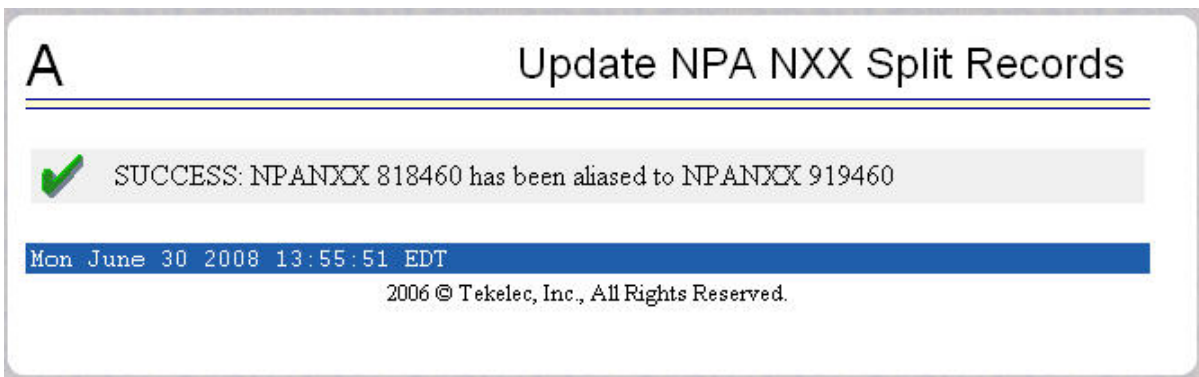 A
Update NPA NXX Split Records
SUCCESS: NPANXX 818460 has been aliased to NPANXX 919460
Mon June 30 2008 13:55:51 EDT
2006 © Tekelec, Inc., All Rights Reserved.